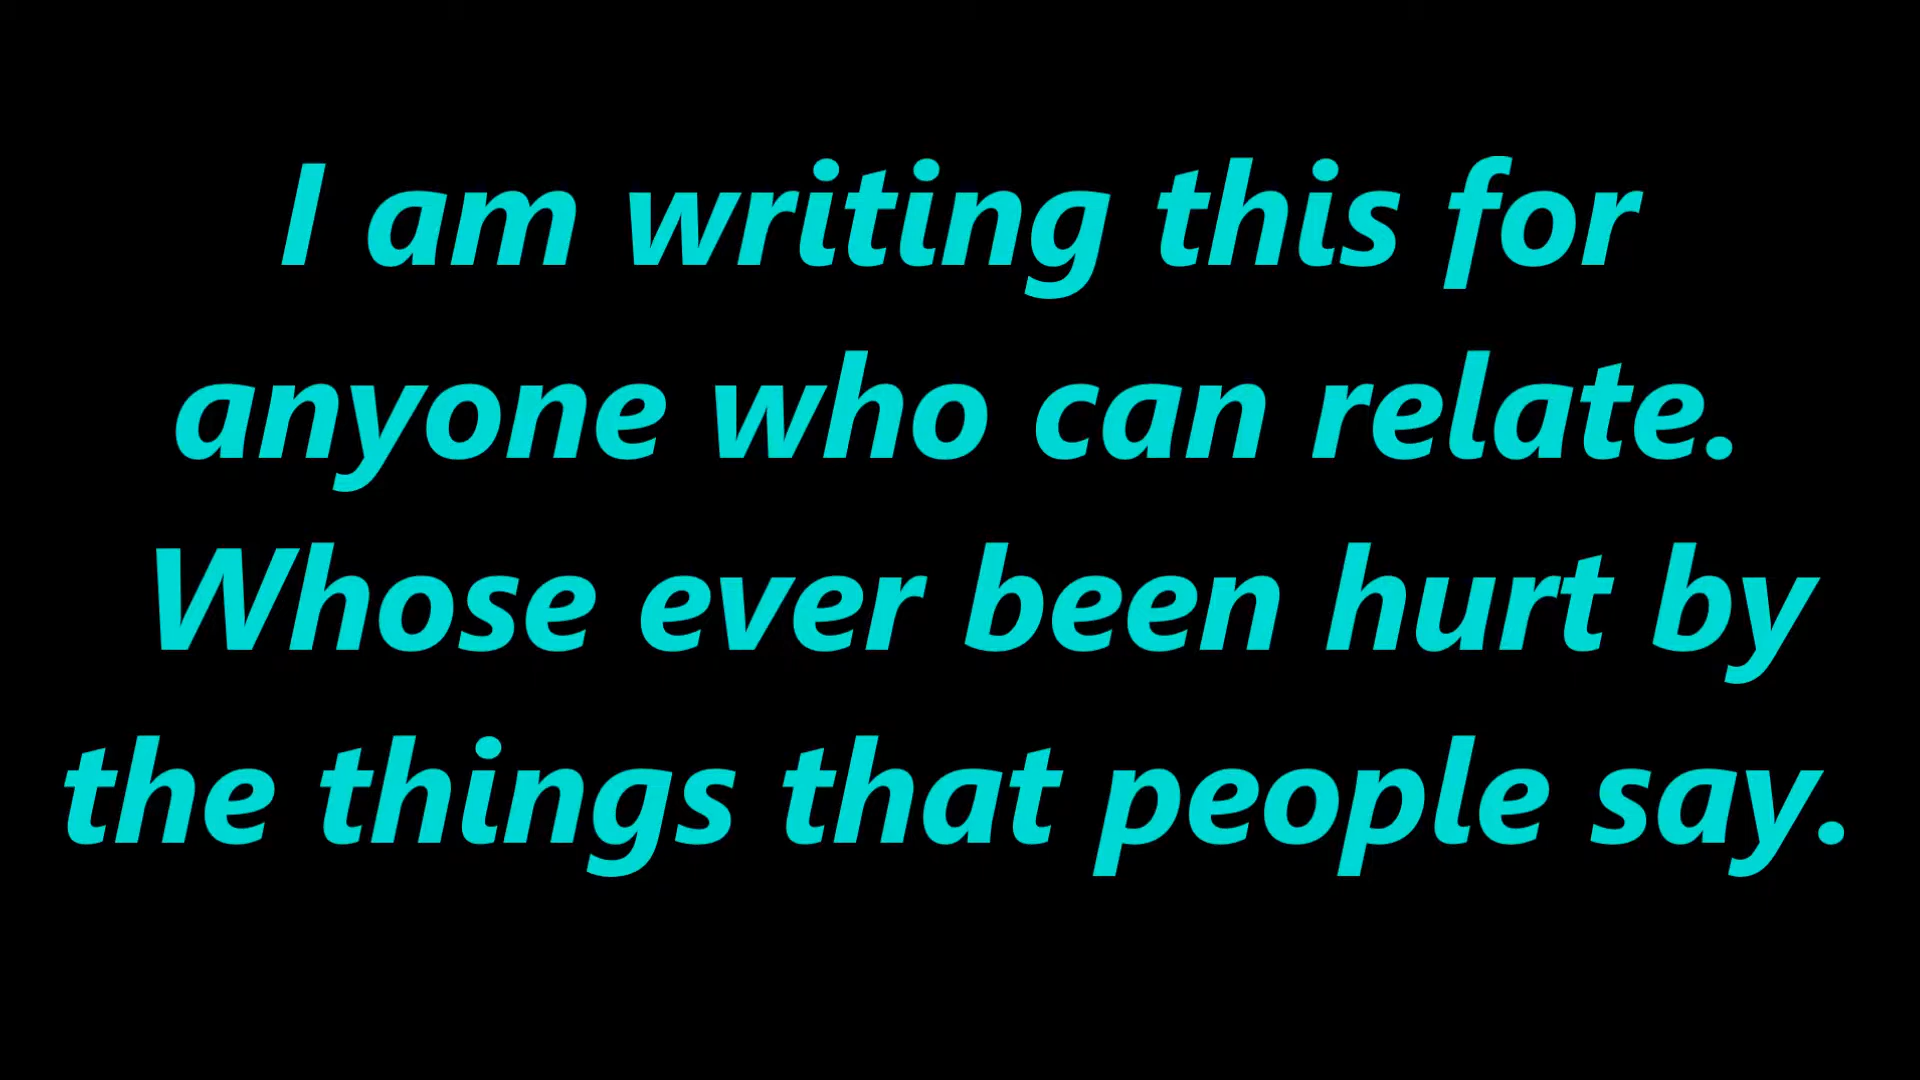 I am writing this for
anyone who can relate.
Whose ever been hurt by
the things that people say.